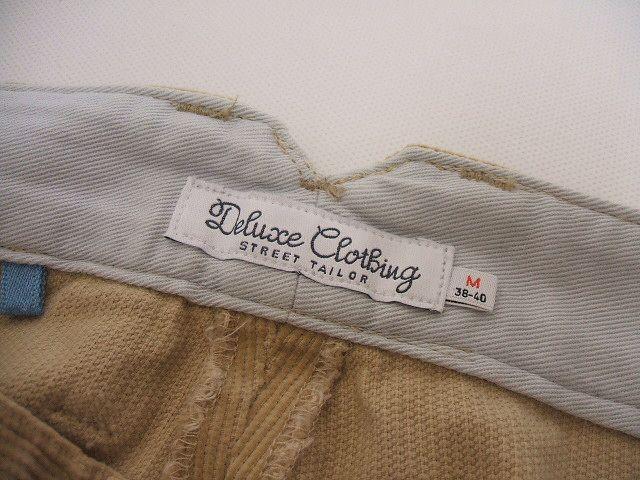 Deluxe Clothing
STREET TAILOR
M
38-40